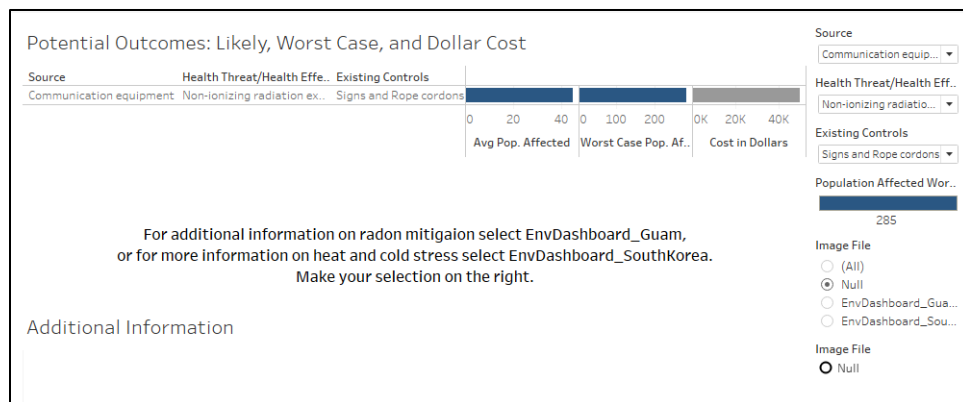 Potential Outcomes: Likely, Worst Case, and Dollar Cost
Source Health Threat/Health Effe.. Existing Controls
Communication equipment Non-ionizing radiation ex.. Signs and Rope cordons
0 20 40 0 100 200 0K 20K 40K
Avg Pop. Affected Worst Case Pop. Af.. Cost in Dollars
For additional information on radon mitigaion select EnvDashboard_Guam,
or for more information on heat and cold stress select EnvDashboard_SouthKorea.
Make your selection on the right.
Additional Information
Source
Communication equip...
Health Threat/Health Eff..
Non-ionizing radiatio...
Existing Controls
Signs and Rope cordons
Population Affected Wor..
285
Image File
(All)
Null
EnvDashboard_Gua...
EnvDashboard_Sou...
Image File
Null